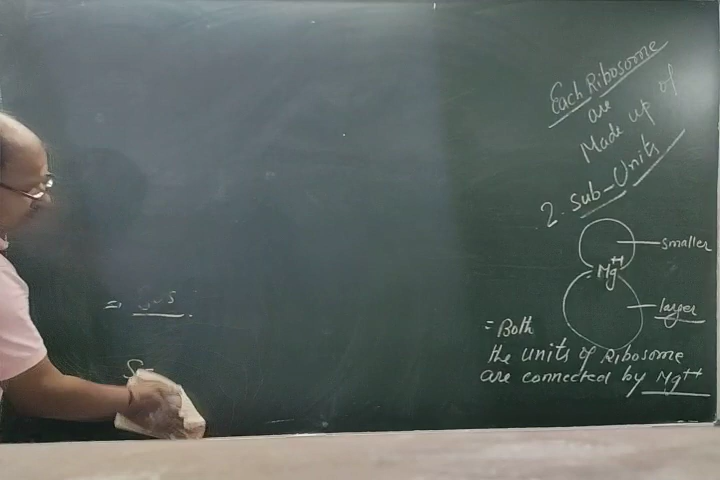 Each Ribosome
are
Made up of
2. Sub-Units
smaller
Mg++
larger
= Both
the units of Ribosome
are connected by Mg++